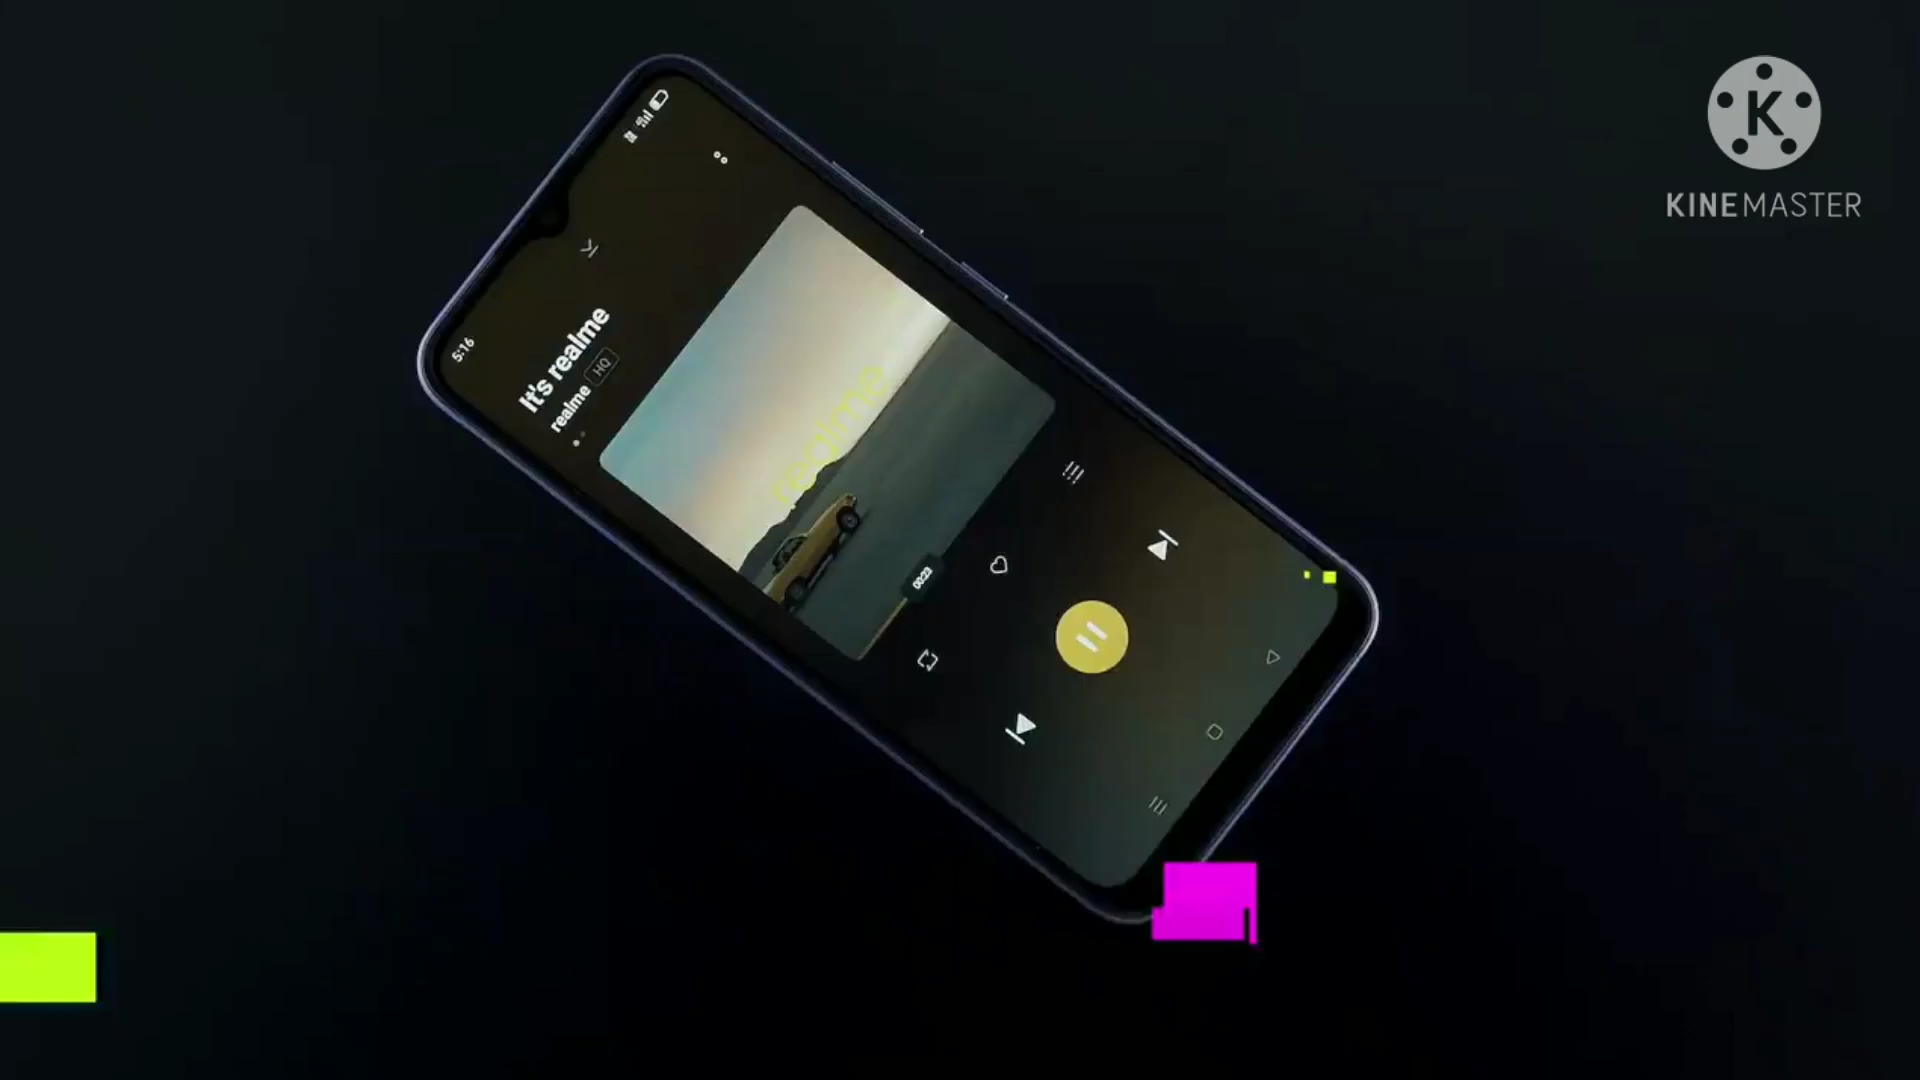 5:16
It's realme
realme HQ
realme
00:23
K
KINEMASTER